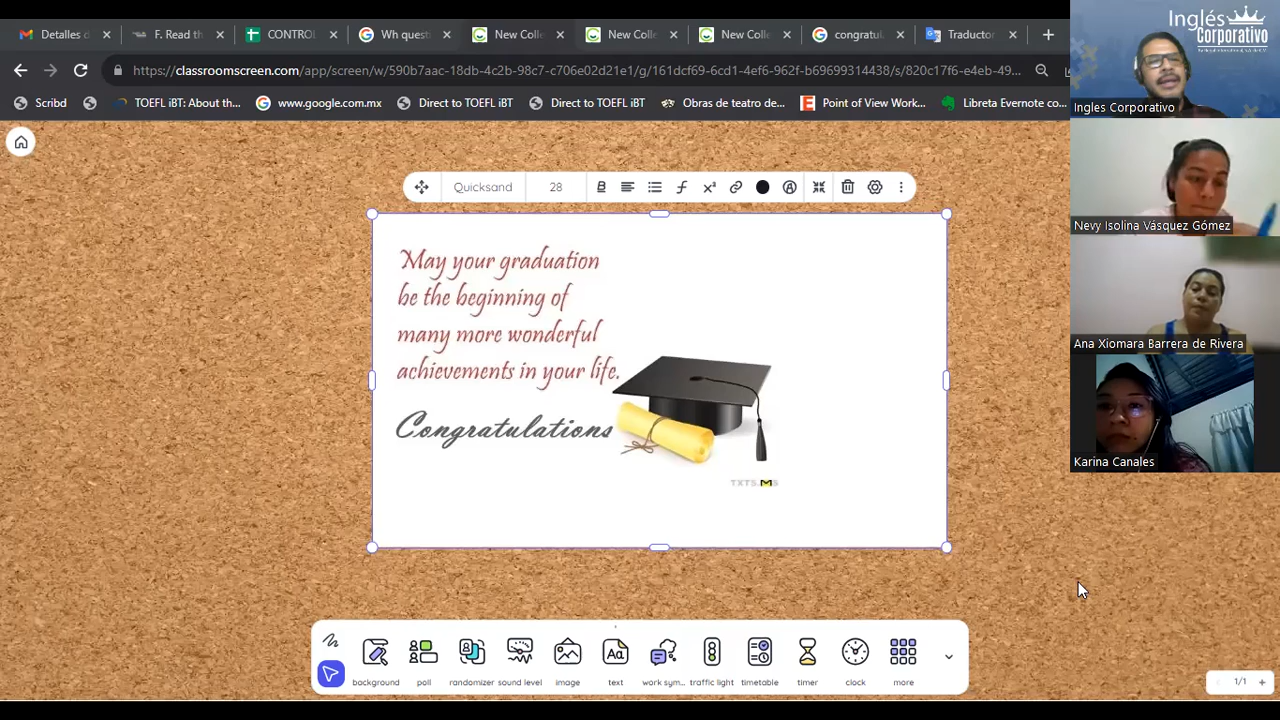 Detalles d
F. Read th
CONTROL
Wh questi
New Colle
New Colle
New Colle
congratul
Traductor
https://classroomscreen.com/app/screen/w/590b7aac-18db-4c2b-98c7-c706e02d21e1/g/161dcf69-6cd1-4ef6-962f-b69699314438/s/820c17f6-e4eb-49...
Scribd
TOEFL iBT: About th...
www.google.com.mx
Direct to TOEFL iBT
Direct to TOEFL iBT
Obras de teatro de...
Point of View Work...
Libreta Evernote co...
Inglés
Corporativo
Ingles Corporativo
Nevy Isolina Vásquez Gómez
Ana Xiomara Barrera de Rivera
Karina Canales
Quicksand 28
May your graduation
be the beginning of
many more wonderful
achievements in your life.
Congratulations
background
poll
randomizer
sound level
image
text
work sym...
traffic light
timetable
timer
clock
more
1/1